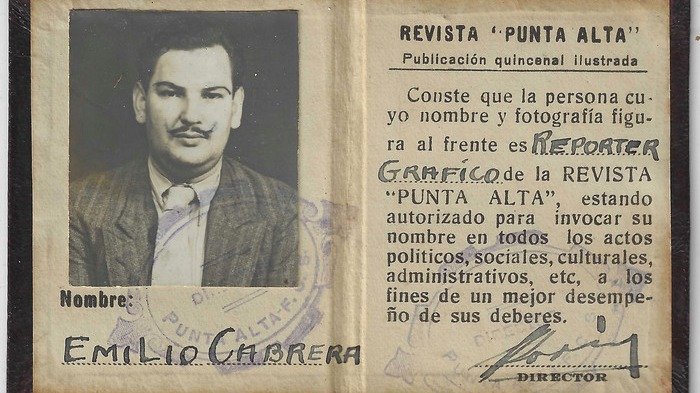 Nombre:
EMILIO CABRERA
PUNTA ALTA F.C.S.
REVISTA "PUNTA ALTA"
Publicación quincenal ilustrada
Conste que la persona cu-
yo nombre y fotografía figu-
ra al frente es REPORTER
GRAFICO de la REVISTA
"PUNTA ALTA", estando
autorizado para invocar su
nombre en todos los actos
politicos, sociales, culturales,
administrativos, etc, a los
fines de un mejor desempe-
ño de sus deberes.
DIRECTOR